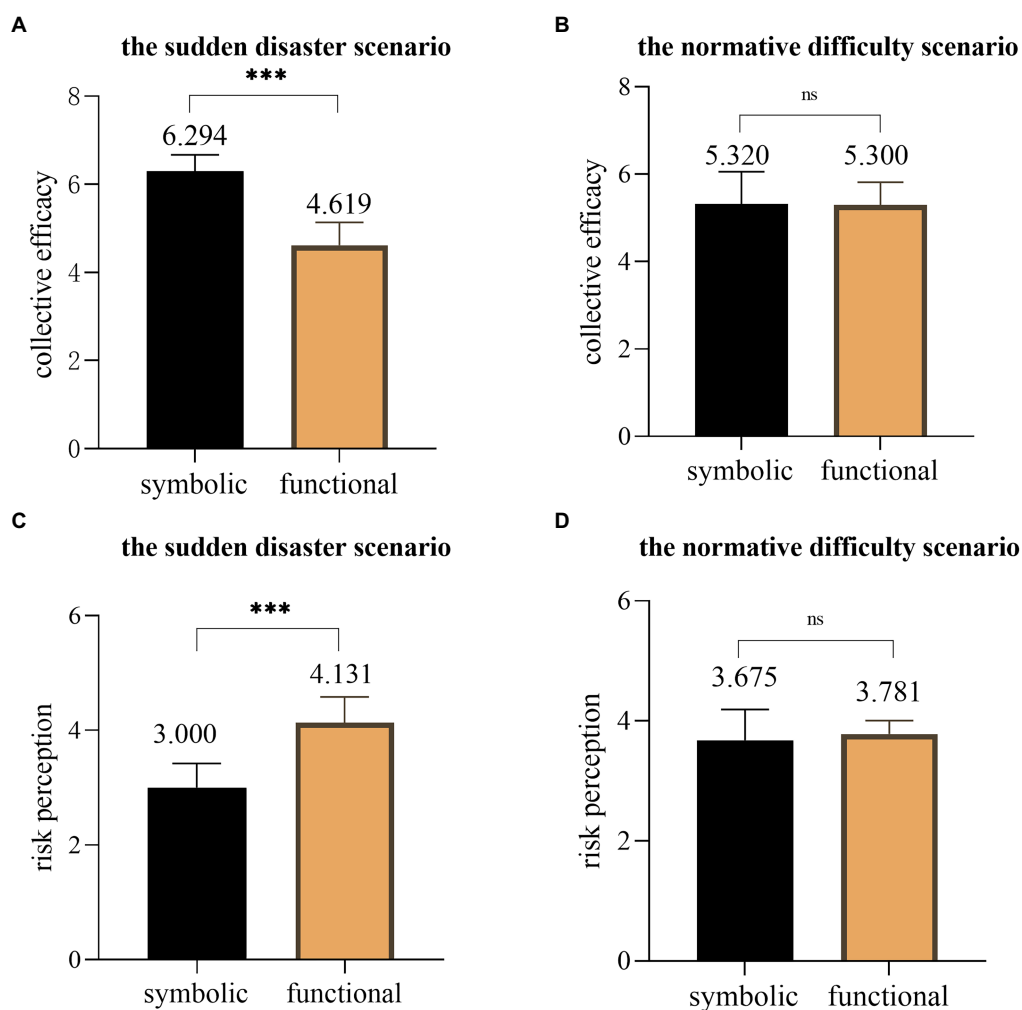 A
the sudden disaster scenario
***
8
6
4
2
0
collective efficacy
6.294
4.619
symbolic functional
B
the normative difficulty scenario
ns
8
6
4
2
0
collective efficacy
5.320
5.300
symbolic functional
C
the sudden disaster scenario
***
6
4
2
0
risk perception
3.000
4.131
symbolic functional
D
the normative difficulty scenario
ns
6
4
2
0
risk perception
3.675
3.781
symbolic functional